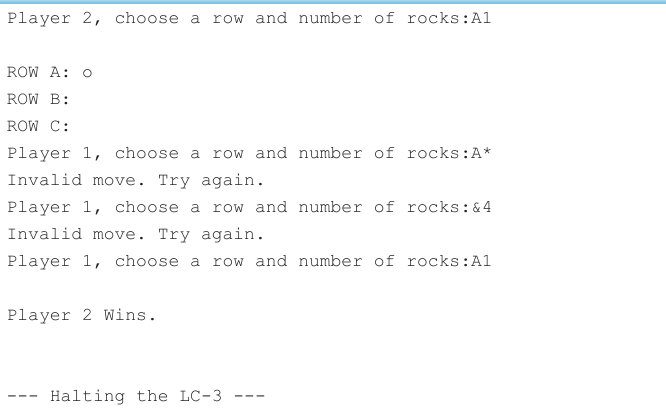 Player 2, choose a row and number of rocks:A1
ROW A: o
ROW B:
ROW C:
Player 1, choose a row and number of rocks:A*
Invalid move. Try again.
Player 1, choose a row and number of rocks:&4
Invalid move. Try again.
Player 1, choose a row and number of rocks:A1
Player 2 Wins.
--- Halting the LC-3 ---